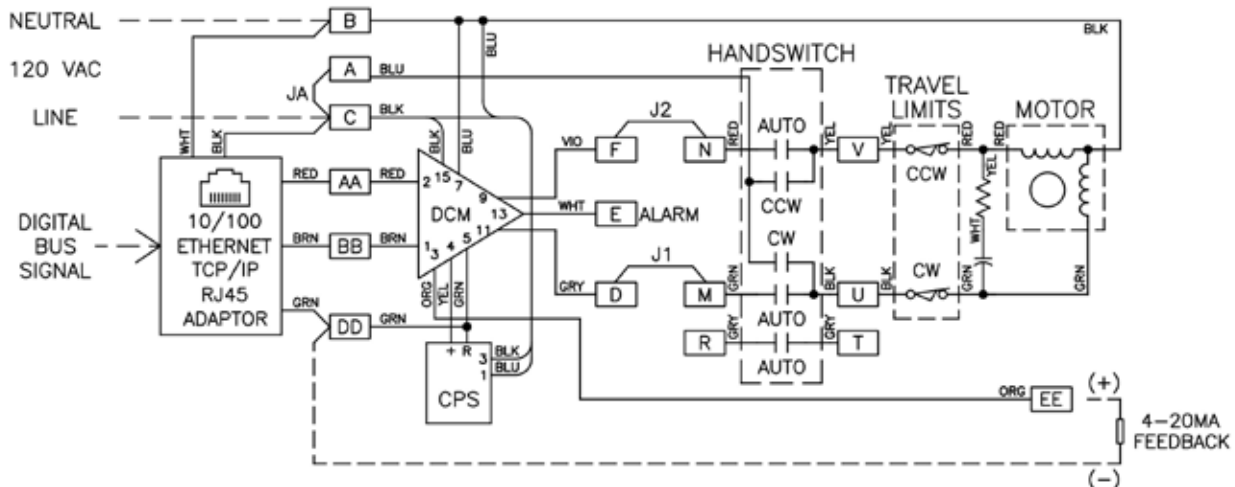 NEUTRAL
B
BLK
HANDSWITCH
120 VAC
A
BLU
BLU
JA
LINE
C
BLK
TRAVEL
LIMITS
MOTOR
WHT
BLK
BLK
BLU
J2
AUTO
VIO
F
N
RED
YEL
V
YEL
RED
RED
CCW
CCW
YEL
RED
AA
RED
2
15
7
9
DCM
13
11
WHT
E
ALARM
DIGITAL
BUS
SIGNAL
10/100
ETHERNET
TCP/IP
RJ45
ADAPTOR
BRN
BB
BRN
1
3
4
5
CW
J1
GRY
D
M
GRN
BLK
U
BLK
CW
WHT
GRN
GRN
ORG
YEL
GRN
AUTO
GRN
DD
GRN
R
GRY
GRY
T
AUTO
+
R
3
BLK
1
BLU
CPS
ORG
EE
(+)
4-20MA
FEEDBACK
(-)